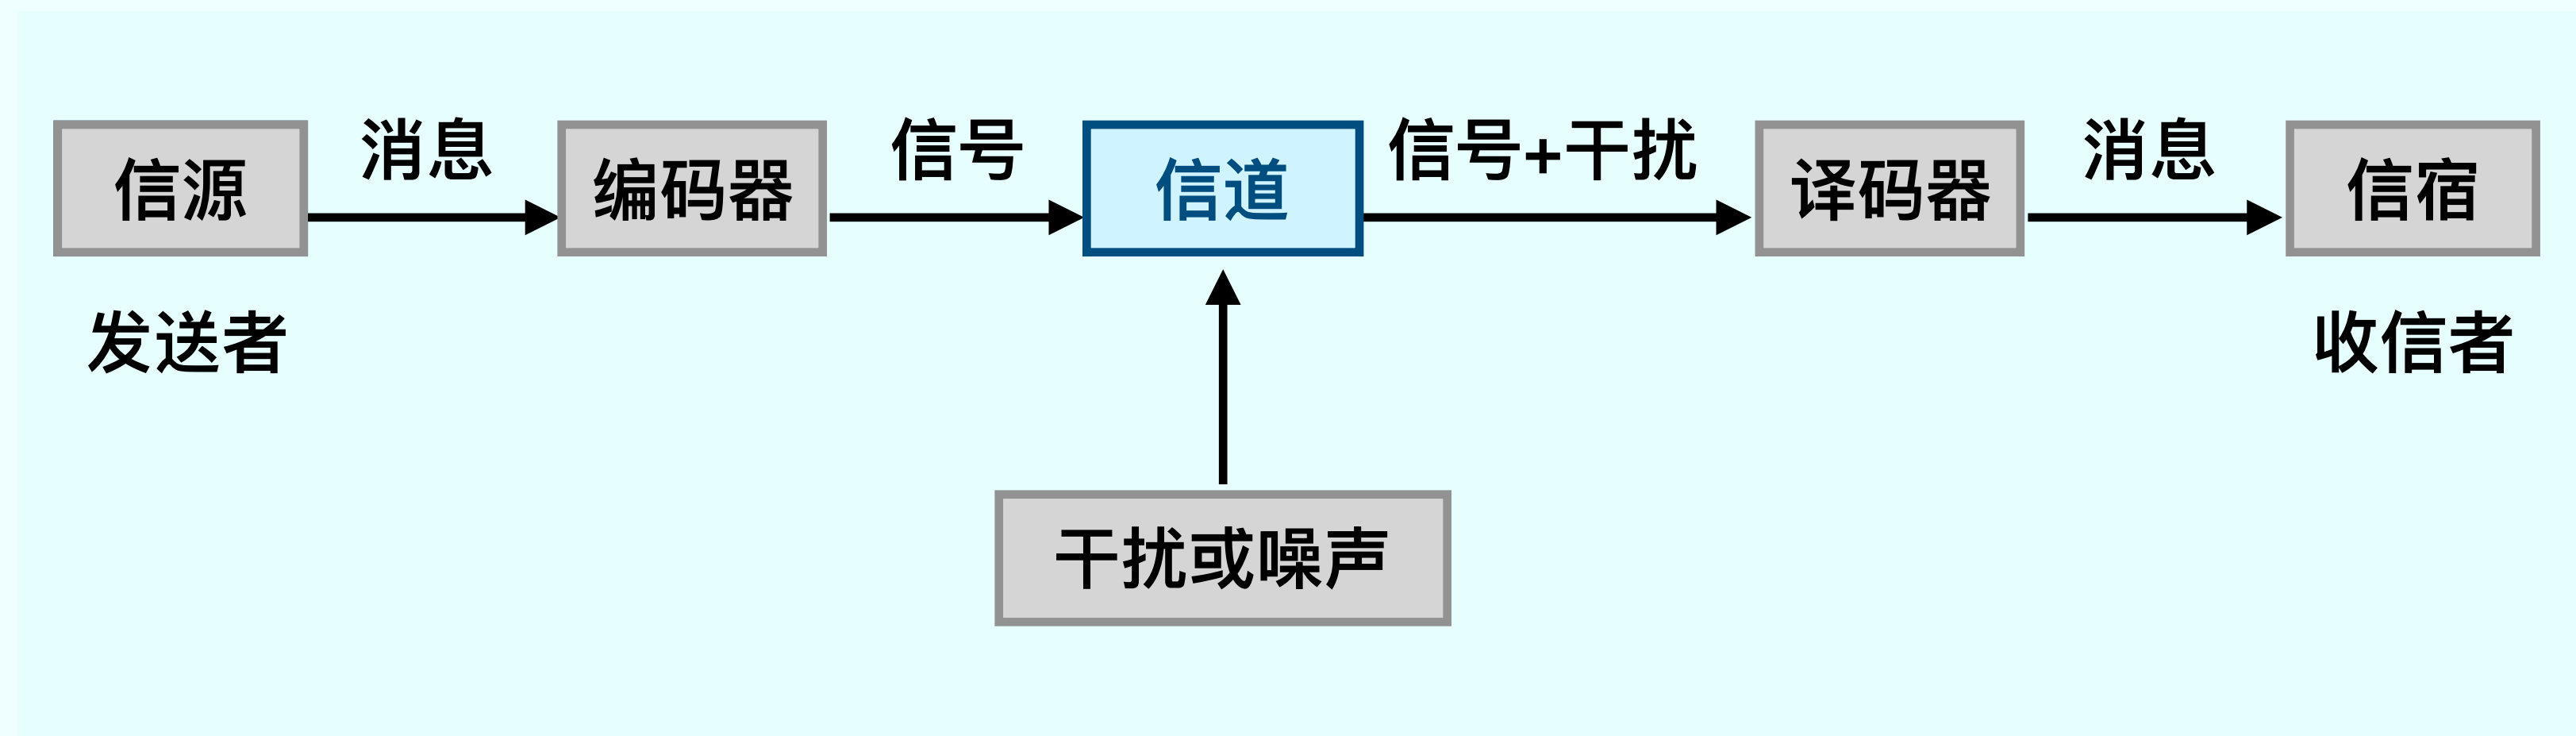 消息
信号
信号+干扰
消息
信源
编码器
信道
译码器
信宿
发送者
收信者
干扰或噪声